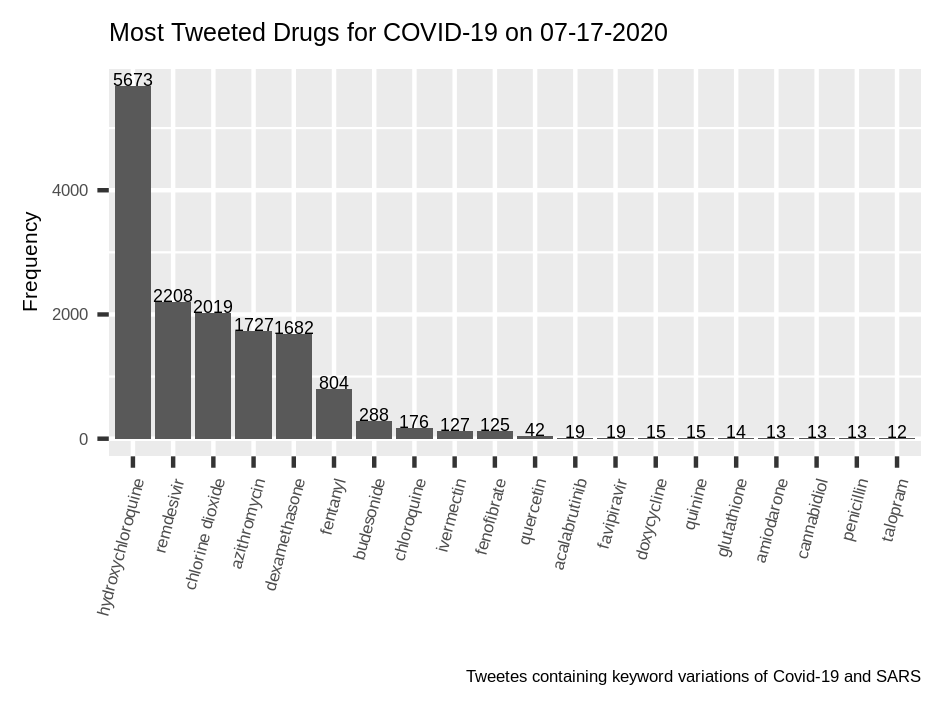 Most Tweeted Drugs for COVID-19 on 07-17-2020
Frequency
4000
2000
0
5673
2208
2019
1727
1682
804
288
176
127
125
42
19
19
15
15
14
13
13
13
12
hydroxychloroquine
remdesivir
chlorine dioxide
azithromycin
dexamethasone
fentanyl
budesonide
chloroquine
ivermectin
fenofibrate
quercetin
acalabrutinib
favipiravir
doxycycline
quinine
glutathione
amiodarone
cannabidiol
penicillin
talopram
Tweetes containing keyword variations of Covid-19 and SARS